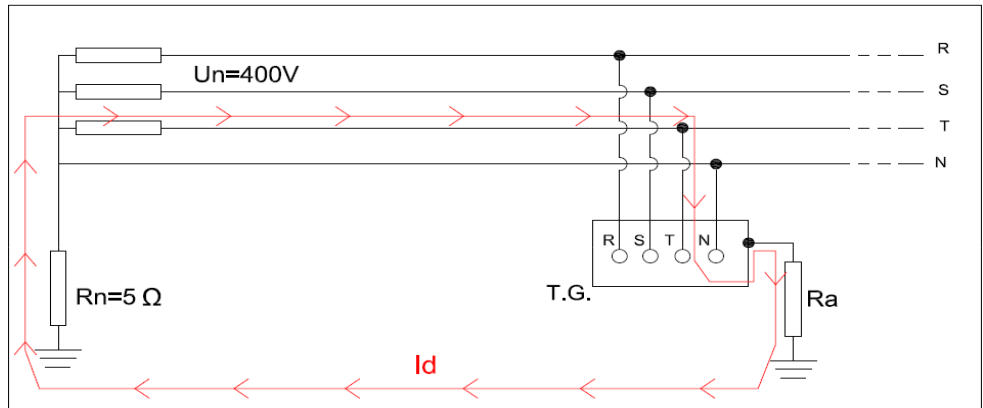 R
Un=400V
S
T
N
R S T N
T.G.
Rn=5 Ω
Ra
Id